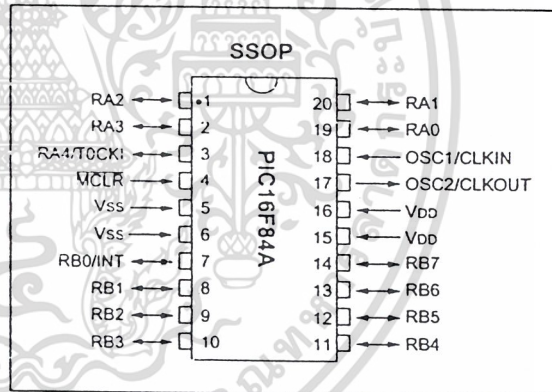 SSOP
RA2 1 20 RA1
RA3 2 19 RA0
RA4/T0CKI 3 18 OSC1/CLKIN
MCLR 4 17 OSC2/CLKOUT
VSS 5 16 VDD
VSS 6 15 VDD
RB0/INT 7 14 RB7
RB1 8 13 RB6
RB2 9 12 RB5
RB3 10 11 RB4
PIC16F84A